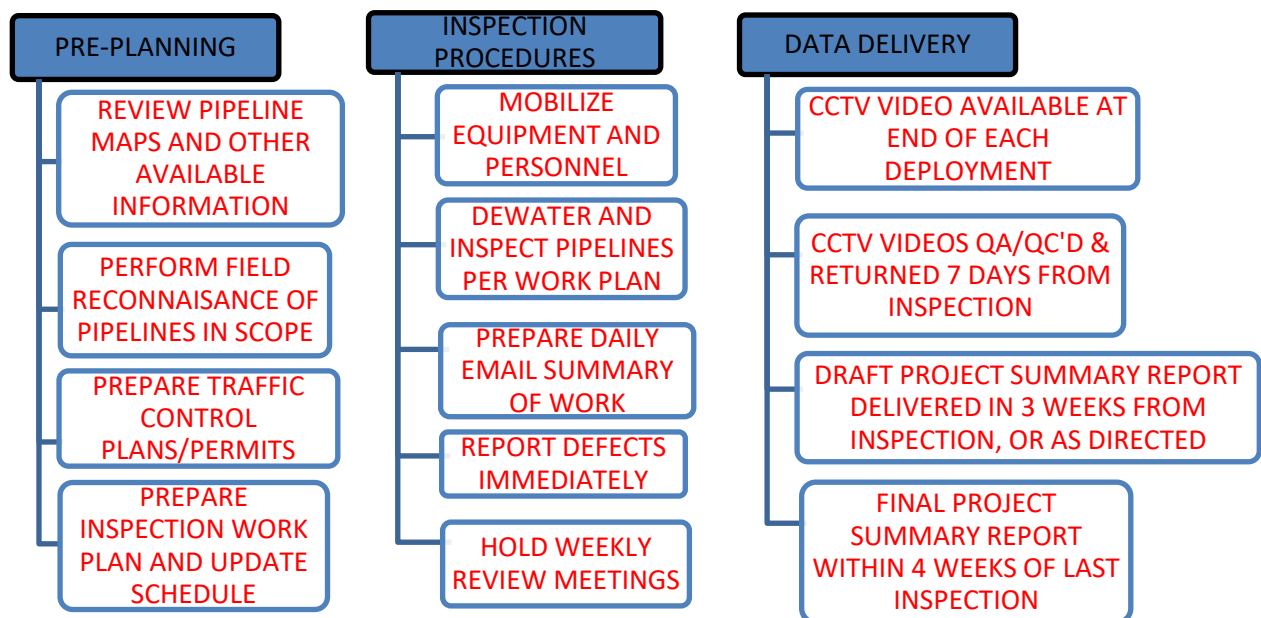 PRE-PLANNING
REVIEW PIPELINE
MAPS AND OTHER
AVAILABLE
INFORMATION
PERFORM FIELD
RECONNAISANCE OF
PIPELINES IN SCOPE
PREPARE TRAFFIC
CONTROL
PLANS/PERMITS
PREPARE
INSPECTION WORK
PLAN AND UPDATE
SCHEDULE
INSPECTION
PROCEDURES
MOBILIZE
EQUIPMENT AND
PERSONNEL
DEWATER AND
INSPECT PIPELINES
PER WORK PLAN
PREPARE DAILY
EMAIL SUMMARY
OF WORK
REPORT DEFECTS
IMMEDIATELY
HOLD WEEKLY
REVIEW MEETINGS
DATA DELIVERY
CCTV VIDEO AVAILABLE AT
END OF EACH
DEPLOYMENT
CCTV VIDEOS QA/QC'D &
RETURNED 7 DAYS FROM
INSPECTION
DRAFT PROJECT SUMMARY REPORT
DELIVERED IN 3 WEEKS FROM
INSPECTION, OR AS DIRECTED
FINAL PROJECT
SUMMARY REPORT
WITHIN 4 WEEKS OF LAST
INSPECTION